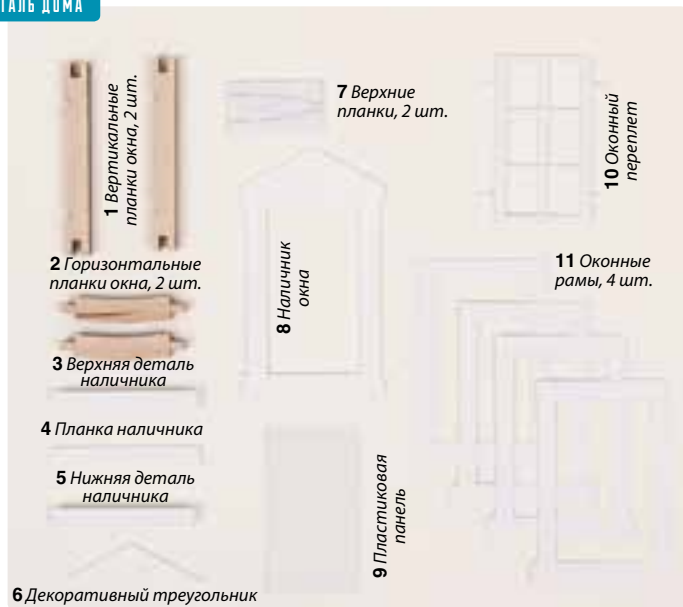 ТАЛЬ ДОМА
1 Вертикальные
планки окна, 2 шт.
2 Горизонтальные
планки окна, 2 шт.
3 Верхняя деталь
наличника
4 Планка наличника
5 Нижняя деталь
наличника
6 Декоративный треугольник
7 Верхние
планки, 2 шт.
8 Наличник
окна
9 Пластиковая
панель
10 Оконный
переплет
11 Оконные
рамы, 4 шт.